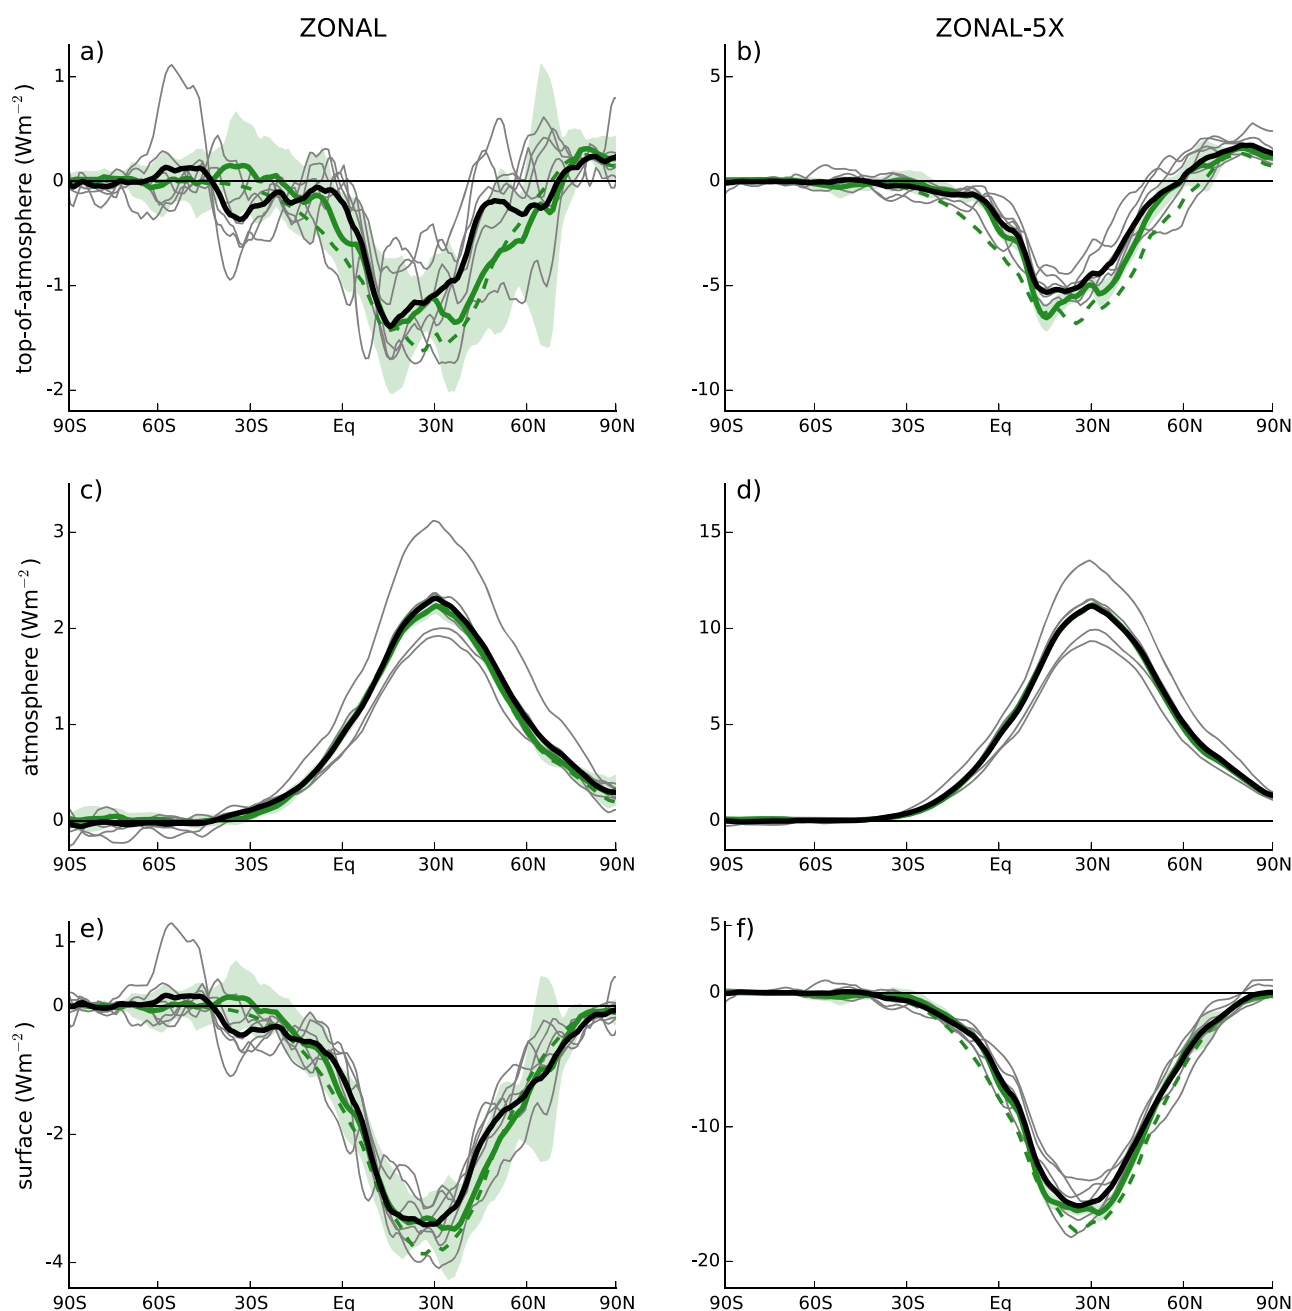 ZONAL
ZONAL-5X
a)
top-of-atmosphere (Wm⁻²)
1
0
-1
-2
90S 60S 30S Eq 30N 60N 90N
b)
5
0
-5
-10
90S 60S 30S Eq 30N 60N 90N
c)
atmosphere (Wm⁻²)
3
2
1
0
90S 60S 30S Eq 30N 60N 90N
d)
15
10
5
0
90S 60S 30S Eq 30N 60N 90N
e)
surface (Wm⁻²)
1
0
-2
-4
90S 60S 30S Eq 30N 60N 90N
f)
5
0
-10
-20
90S 60S 30S Eq 30N 60N 90N